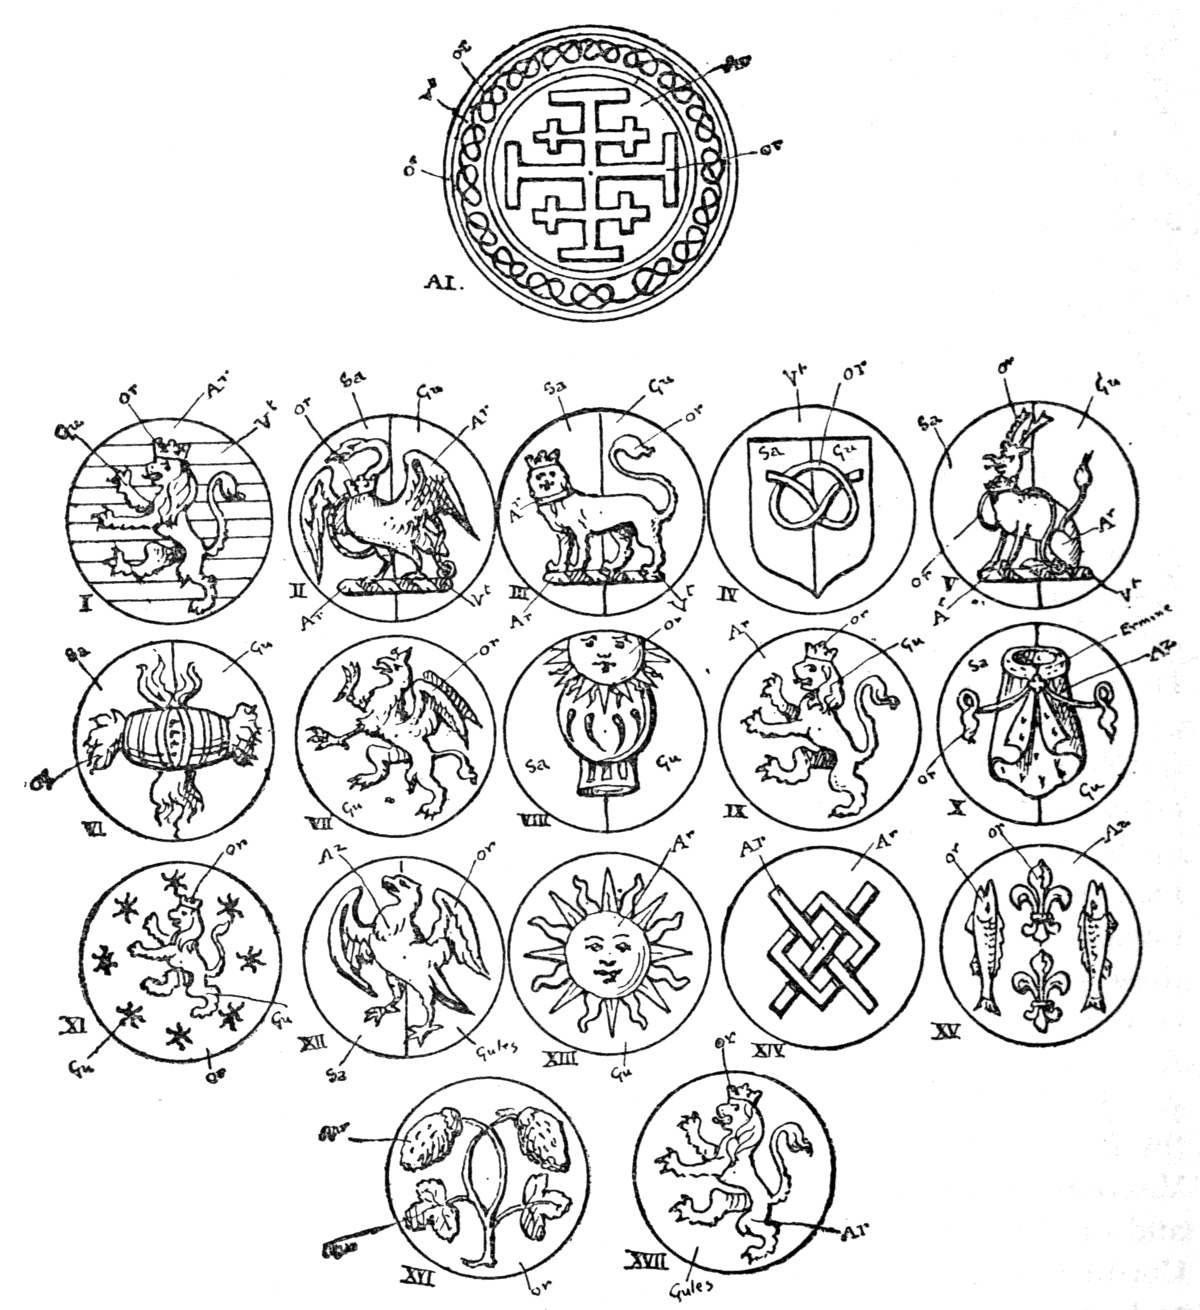 or
or
or
AI.
or Ar Vt
Gu
I
or Sa Gu Ar
II
Ar Vt
Sa Gu or
Ar
III
Ar Vt
Vt or
Sa Gu
IV
or Gu
Sa
Ar
or
V
Ar Vt
Sa Gu
VI
or
VII
Gu
or
Sa Gu
VIII
Ar or Gu
IX
Ermine
Sa Az
or
Gu
X
or
XI
Gu
Gu
or
Az or
XII
Sa
Gules
Ar
XIII
Gu
Ar Ar
XIV
or or Az
XV
XVI
or
or
Ar
XVII
Gules